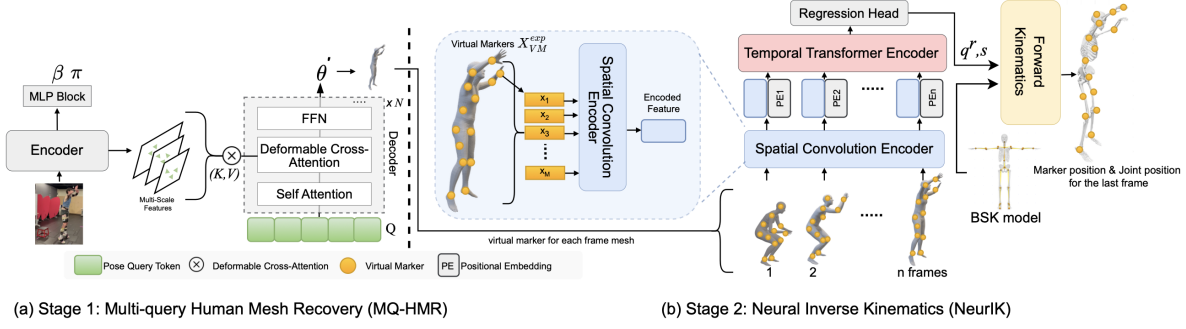 β π
MLP Block
Encoder
Multi-Scale
Features
(K,V)
θ'
.... x N
FFN
Deformable Cross-
Attention
Self Attention
Decoder
Q
Virtual Markers X_{VM}^{exp}
x₁
x₂
x₃
x_M
Spatial Convolution
Encoder
Encoded
Feature
virtual marker for each frame mesh
Regression Head
Temporal Transformer Encoder
PE1
PE2
.....
PEn
Spatial Convolution Encoder
.....
1
2
n frames
qʳ,s
Forward
Kinematics
BSK model
Marker position & Joint position
for the last frame
Pose Query Token
Deformable Cross-Attention
Virtual Marker
PE Positional Embedding
(a) Stage 1: Multi-query Human Mesh Recovery (MQ-HMR)
(b) Stage 2: Neural Inverse Kinematics (NeurIK)